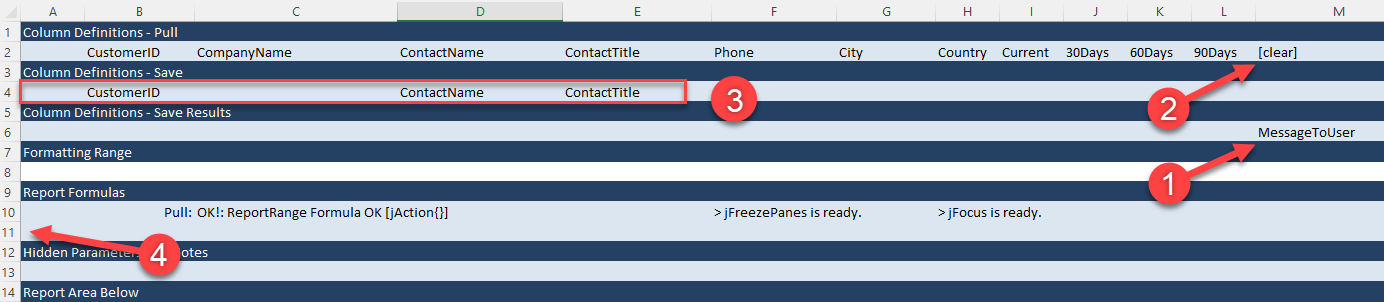 A B C D E F G H I J K L M
1 Column Definitions - Pull
2 CustomerID CompanyName ContactName ContactTitle Phone City Country Current 30Days 60Days 90Days [clear]
3 Column Definitions - Save
2
4 CustomerID ContactName ContactTitle
3
5 Column Definitions - Save Results
6 MessageToUser
7 Formatting Range
1
8
9 Report Formulas
10 Pull: OK!: ReportRange Formula OK [jAction{}] > jFreezePanes is ready. > jFocus is ready.
11
12 Hidden Parameter otes
4
13
14 Report Area Below